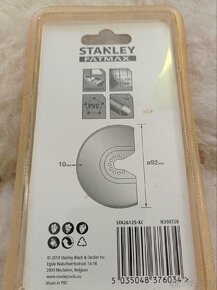 STANLEY
FATMAX
PVC
10mm
ø92mm
STA26125-XJ
N590728
© 2014 Stanley Black & Decker Inc.
Egide Walschaertsstraat 14-16
2800 Mechelen, Belgium
www.stanleytools.com
Made in PRC
5 035048 376034 >